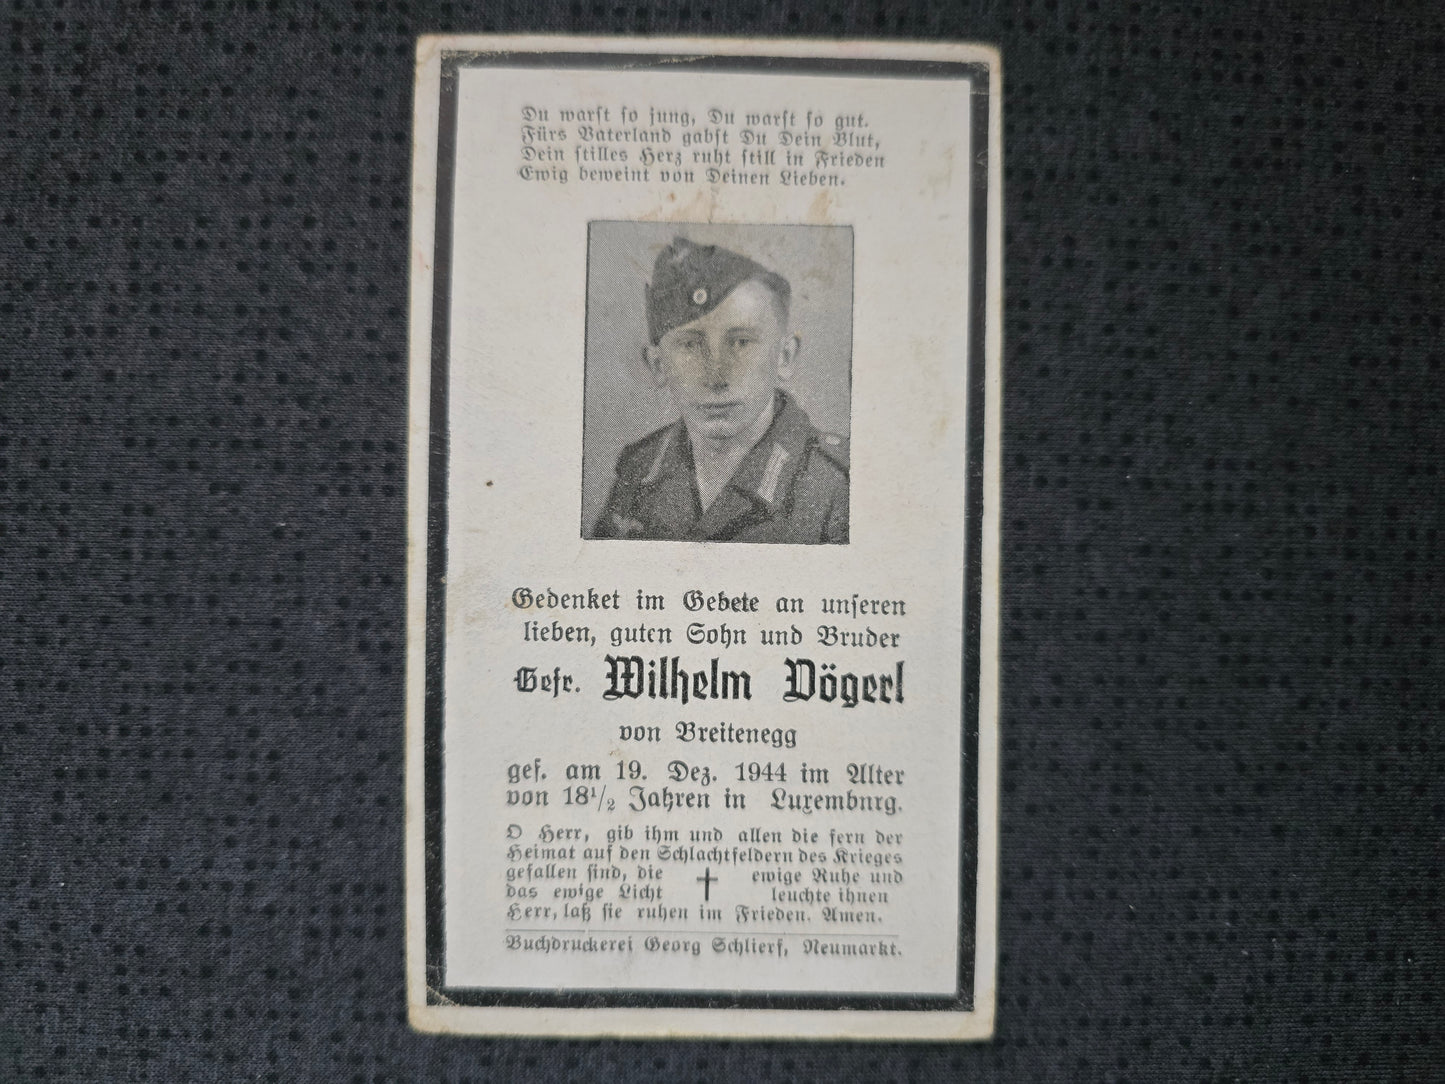 Du warst so jung, Du warst so gut.
Fürs Vaterland gabst Du Dein Blut,
Dein stilles Herz ruht still in Frieden
Ewig beweint von Deinen Lieben.
Gedenket im Gebete an unseren
lieben, guten Sohn und Bruder
Gefr. Wilhelm Dögerl
von Breitenegg
gef. am 19. Dez. 1944 im Alter
von 18¹/₂ Jahren in Luxemburg.
O Herr, gib ihm und allen die fern der
Heimat auf den Schlachtfeldern des Krieges
gefallen sind, die ewige Ruhe und
das ewige Licht leuchte ihnen
Herr, laß sie ruhen im Frieden. Amen.
Buchdruckerei Georg Schlierf, Neumarkt.